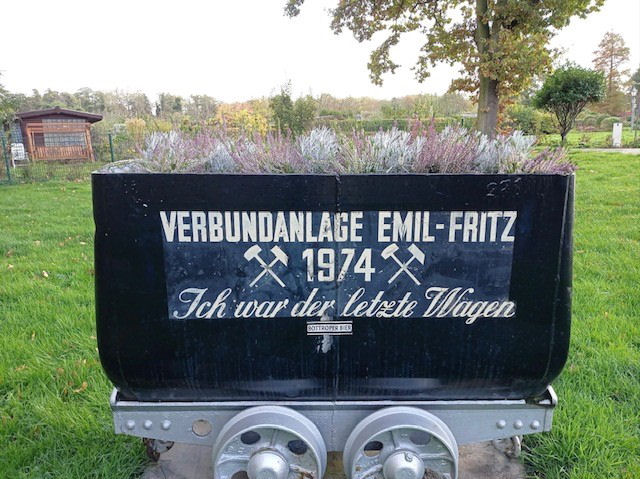 VERBUNDANLAGE EMIL-FRITZ
1974
Ich war der letzte Wagen
BOTTROPER BIER